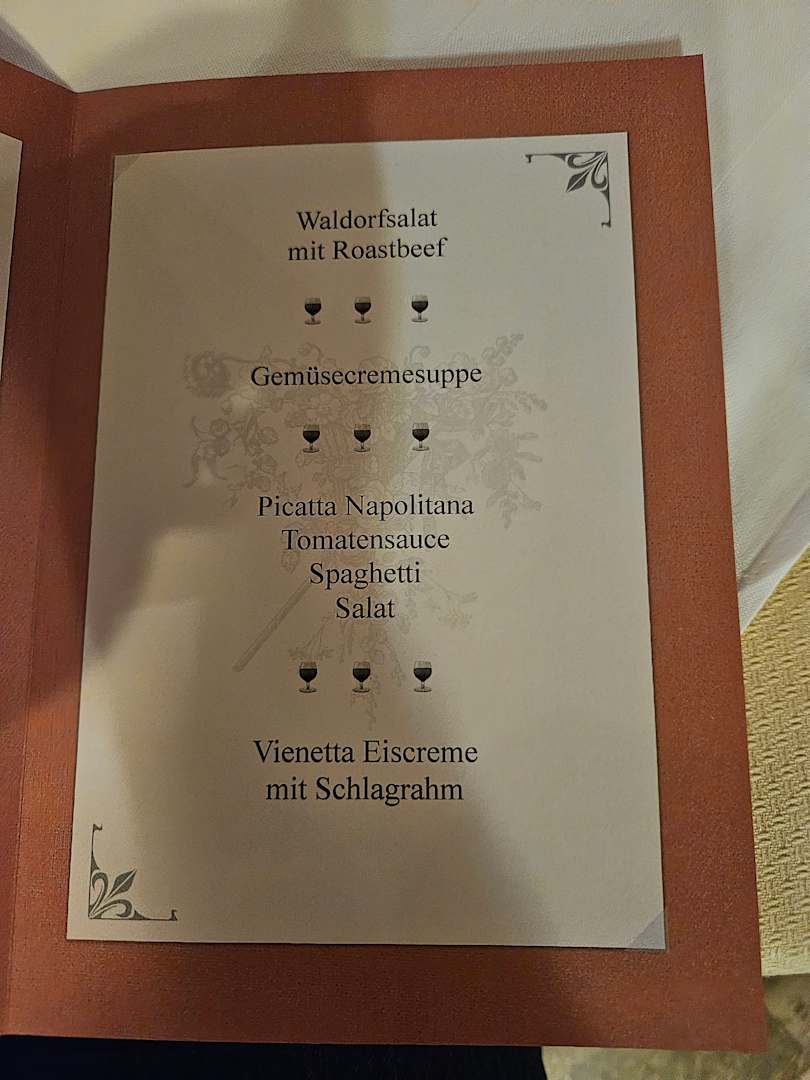 Waldorfsalat
mit Roastbeef
Gemüsecremesuppe
Picatta Napolitana
Tomatensauce
Spaghetti
Salat
Vienetta Eiscreme
mit Schlagrahm